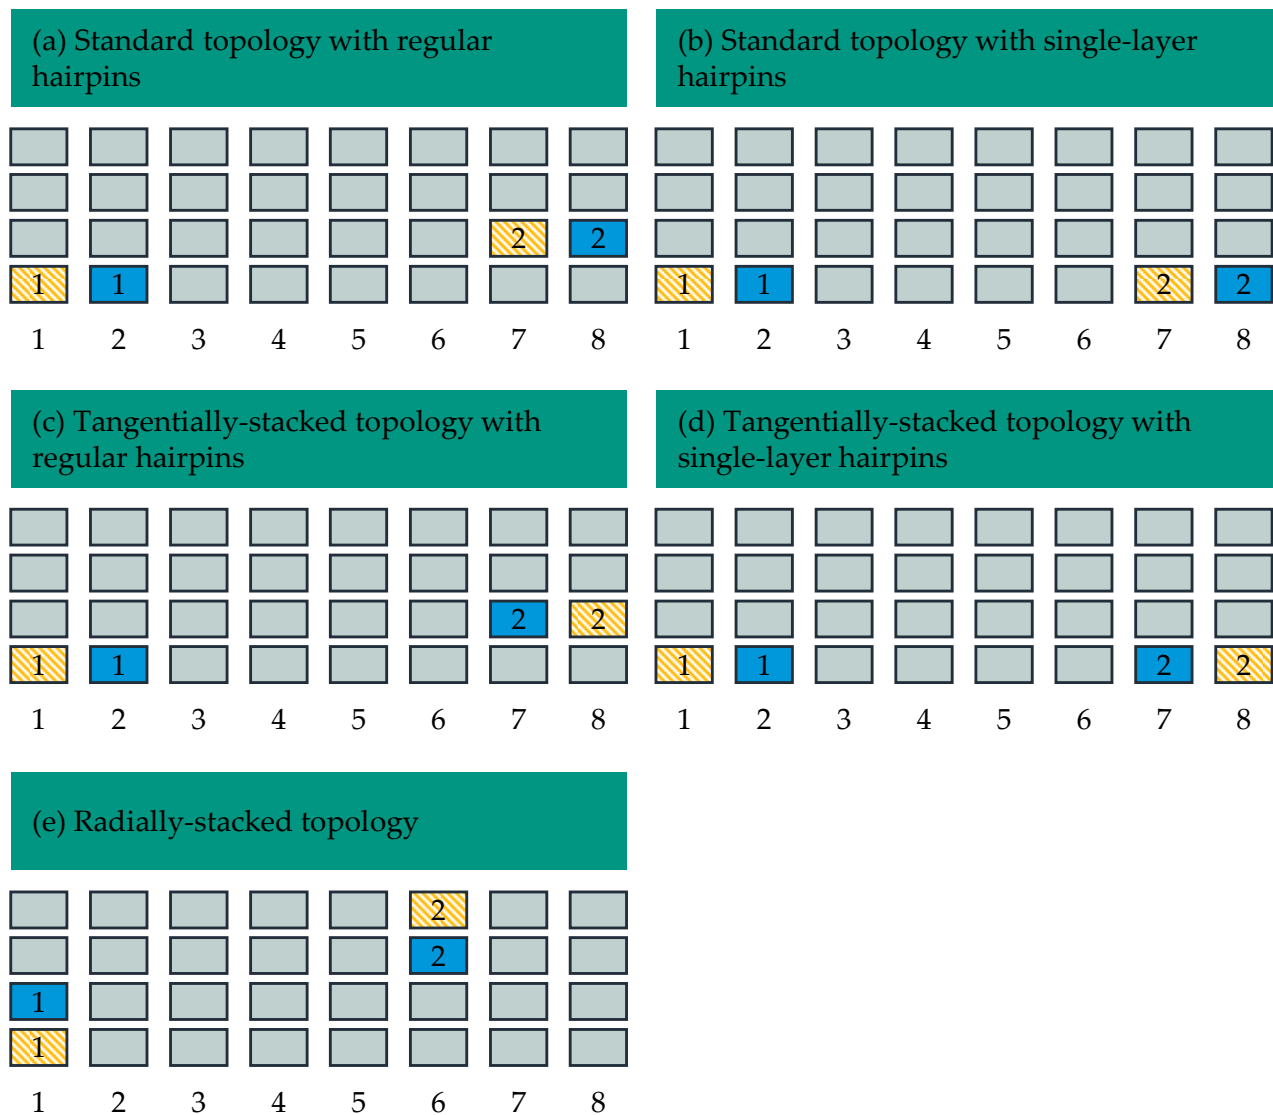 (a) Standard topology with regular
hairpins
(b) Standard topology with single-layer
hairpins
2 2
1 1
1 2 3 4 5 6 7 8
1 1 2 2
1 2 3 4 5 6 7 8
(c) Tangentially-stacked topology with
regular hairpins
(d) Tangentially-stacked topology with
single-layer hairpins
2 2
1 1
1 2 3 4 5 6 7 8
1 1 2 2
1 2 3 4 5 6 7 8
(e) Radially-stacked topology
2
2
1
1
1 2 3 4 5 6 7 8